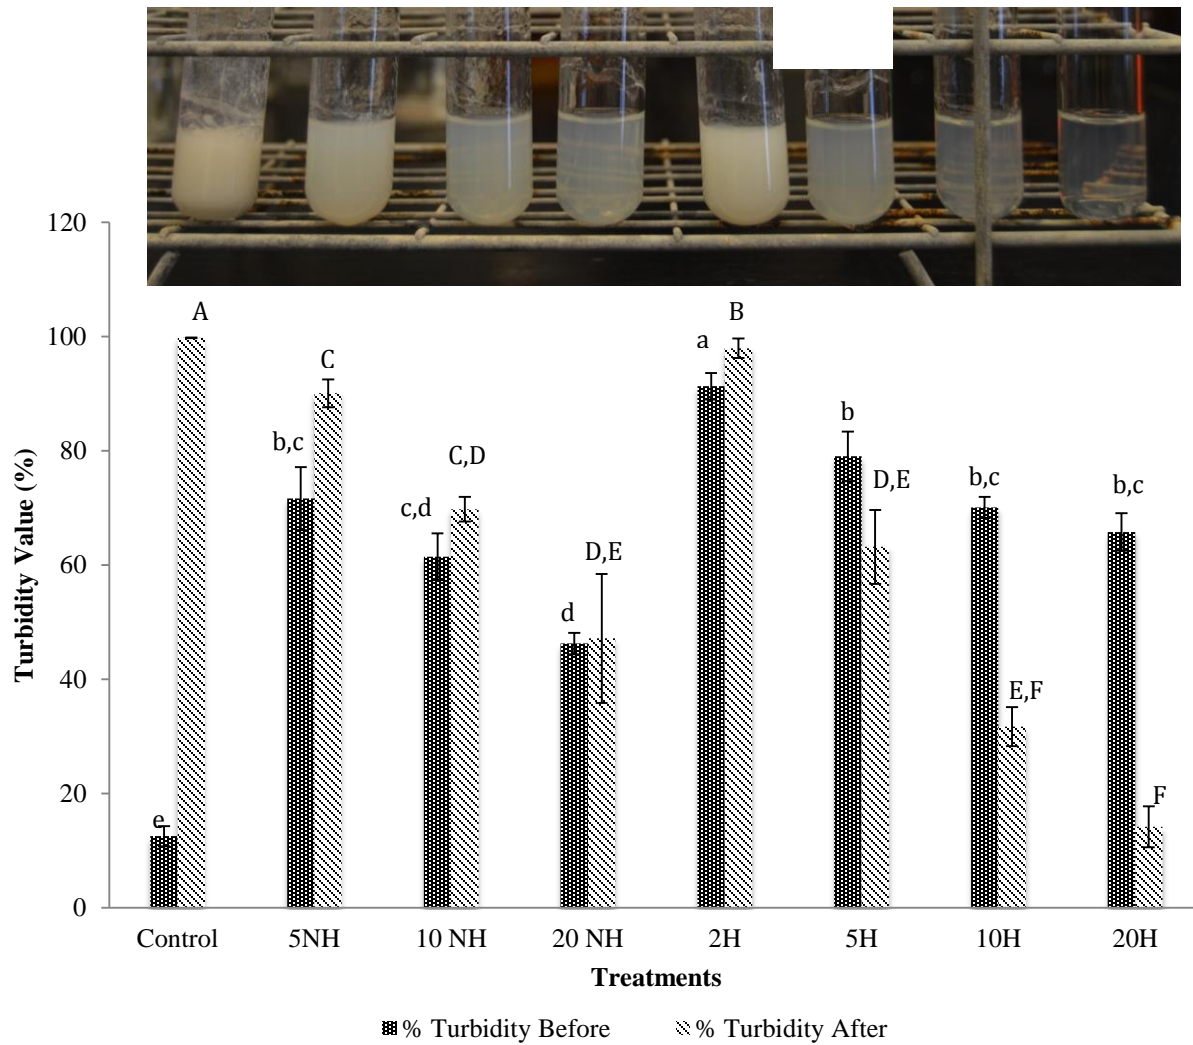 120
100
80
60
40
20
0
Turbidity Value (%)
A
B
C
a
b,c
b
C,D
D,E
b,c
b,c
c,d
D,E
d
E,F
e
F
Control 5NH 10 NH 20 NH 2H 5H 10H 20H
Treatments
% Turbidity Before % Turbidity After